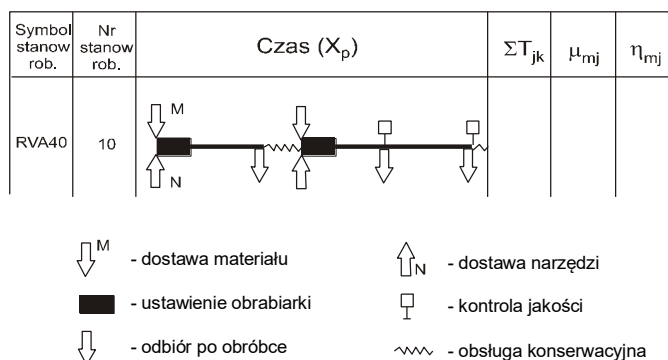 Symbol stanow rob.
Nr stanow rob.
Czas (Xp)
ΣTjk
μmj
ηmj
RVA40
10
M
N
M - dostawa materiału
N - dostawa narzędzi
- ustawienie obrabiarki
- kontrola jakości
- odbiór po obróbce
- obsługa konserwacyjna